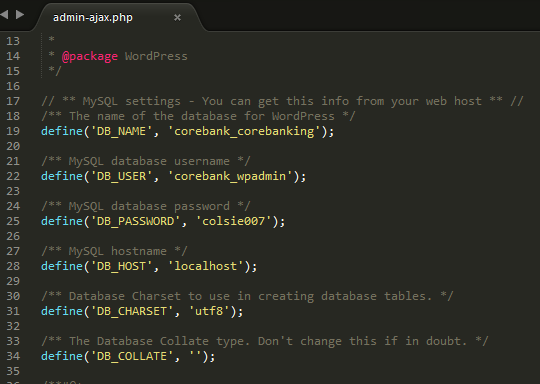 admin-ajax.php ×
13 *
14 * @package WordPress
15 */
16
17 // ** MySQL settings - You can get this info from your web host ** //
18 /** The name of the database for WordPress */
19 define('DB_NAME', 'corebank_corebanking');
20
21 /** MySQL database username */
22 define('DB_USER', 'corebank_wpadmin');
23
24 /** MySQL database password */
25 define('DB_PASSWORD', 'colsie007');
26
27 /** MySQL hostname */
28 define('DB_HOST', 'localhost');
29
30 /** Database Charset to use in creating database tables. */
31 define('DB_CHARSET', 'utf8');
32
33 /** The Database Collate type. Don't change this if in doubt. */
34 define('DB_COLLATE', '');
35